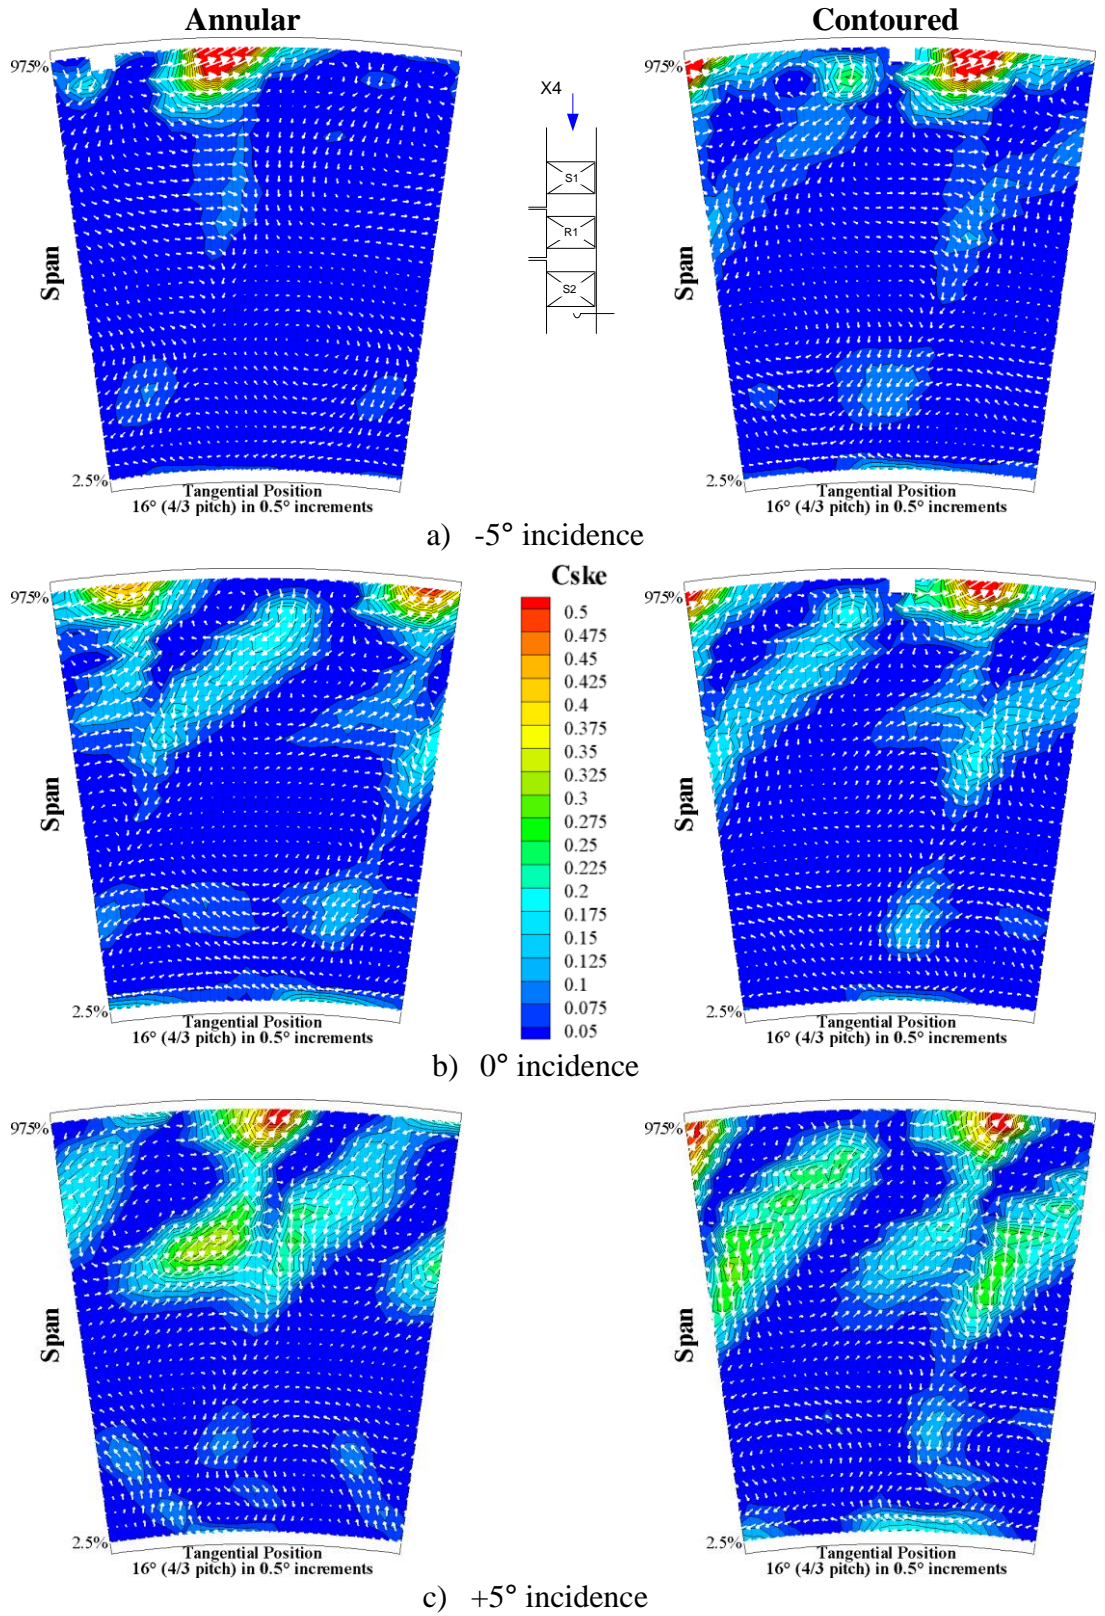 Annular
Contoured
975%
Span
2.5%
Tangential Position
16° (4/3 pitch) in 0.5° increments
X4
S1
R1
S2
975%
Span
2.5%
Tangential Position
16° (4/3 pitch) in 0.5° increments
a) -5° incidence
975%
Span
2.5%
Tangential Position
16° (4/3 pitch) in 0.5° increments
Cske
0.5
0.475
0.45
0.425
0.4
0.375
0.35
0.325
0.3
0.275
0.25
0.225
0.2
0.175
0.15
0.125
0.1
0.075
0.05
975%
Span
2.5%
Tangential Position
16° (4/3 pitch) in 0.5° increments
b) 0° incidence
975%
Span
2.5%
Tangential Position
16° (4/3 pitch) in 0.5° increments
975%
Span
2.5%
Tangential Position
16° (4/3 pitch) in 0.5° increments
c) +5° incidence